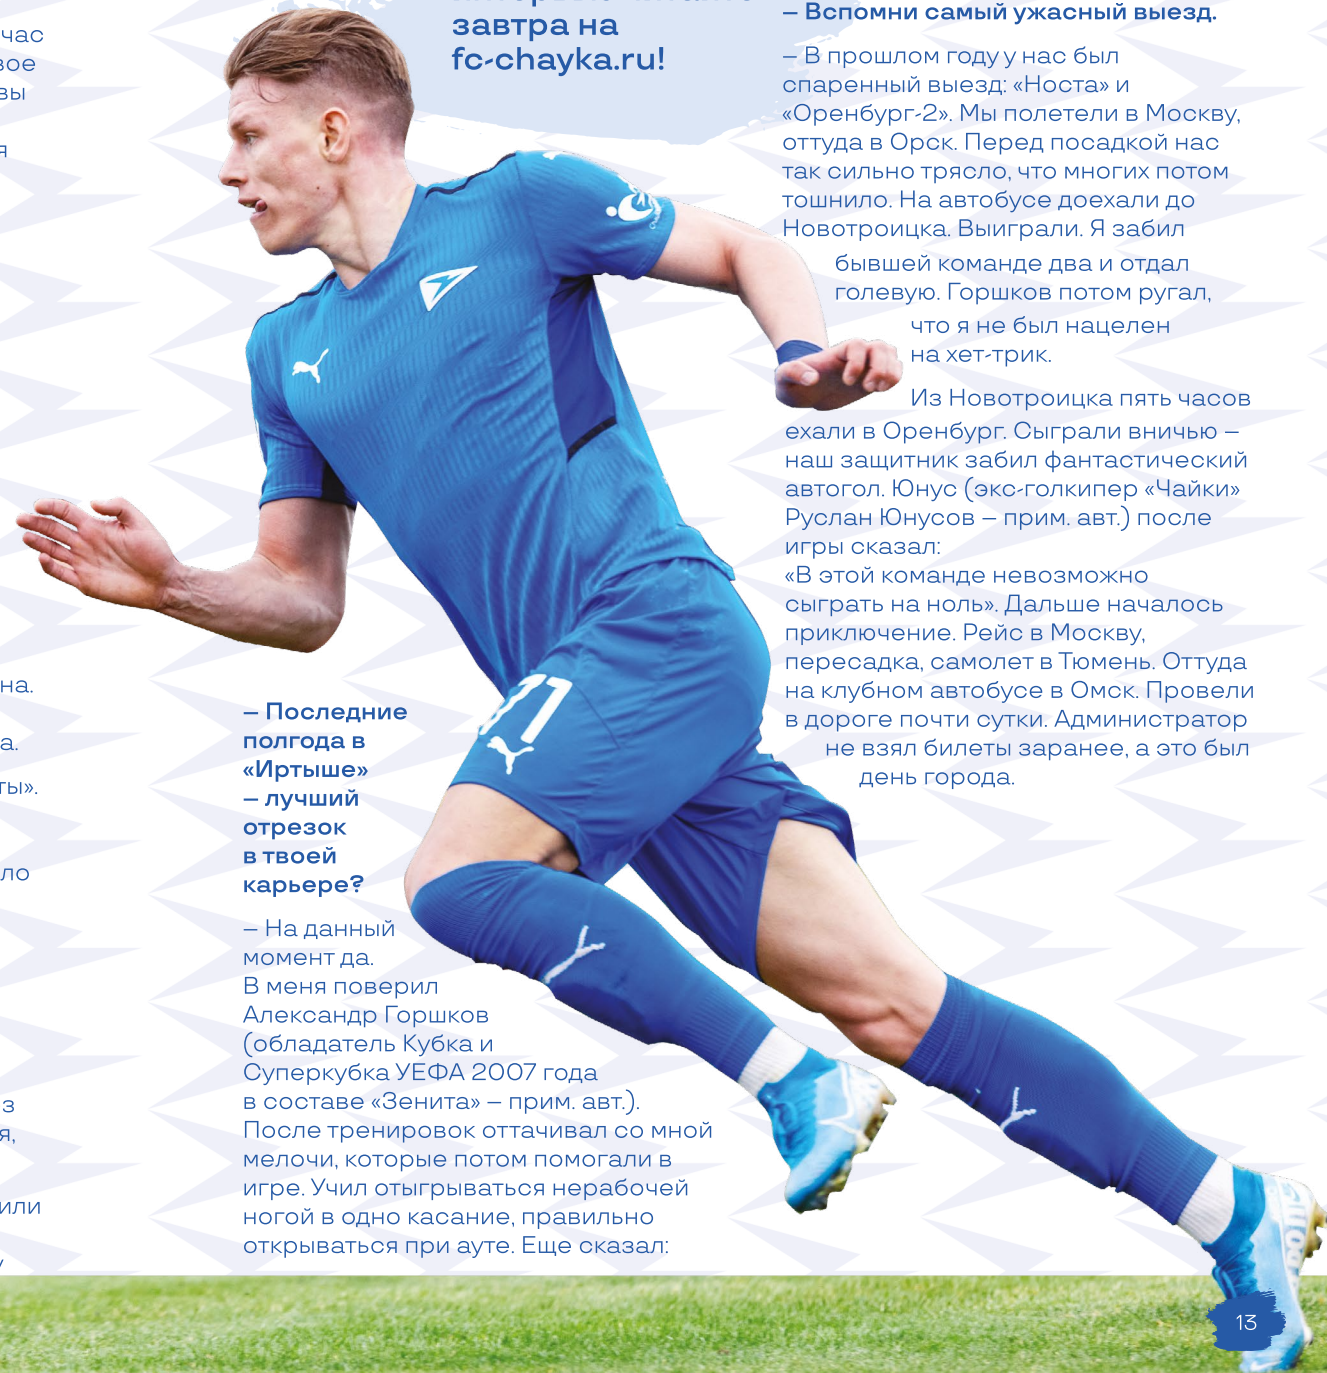 час
вое
вы
я
на.
а.
ты».
ло
з
я,
или
завтра на
fc-chayka.ru!
— Последние
полгода в
«Иртыше»
— лучший
отрезок
в твоей
карьере?
— На данный
момент да.
В меня поверил
Александр Горшков
(обладатель Кубка и
Суперкубка УЕФА 2007 года
в составе «Зенита» — прим. авт.).
После тренировок оттачивал со мной
мелочи, которые потом помогали в
игре. Учил отыгрываться нерабочей
ногой в одно касание, правильно
открываться при ауте. Еще сказал:
— Вспомни самый ужасный выезд.
— В прошлом году у нас был
спаренный выезд: «Носта» и
«Оренбург-2». Мы полетели в Москву,
оттуда в Орск. Перед посадкой нас
так сильно трясло, что многих потом
тошнило. На автобусе доехали до
Новотроицка. Выиграли. Я забил
бывшей команде два и отдал
голевую. Горшков потом ругал,
что я не был нацелен
на хет-трик.
Из Новотроицка пять часов
ехали в Оренбург. Сыграли вничью —
наш защитник забил фантастический
автогол. Юнус (экс-голкипер «Чайки»
Руслан Юнусов — прим. авт.) после
игры сказал:
«В этой команде невозможно
сыграть на ноль». Дальше началось
приключение. Рейс в Москву,
пересадка, самолет в Тюмень. Оттуда
на клубном автобусе в Омск. Провели
в дороге почти сутки. Администратор
не взял билеты заранее, а это был
день города.
71
13